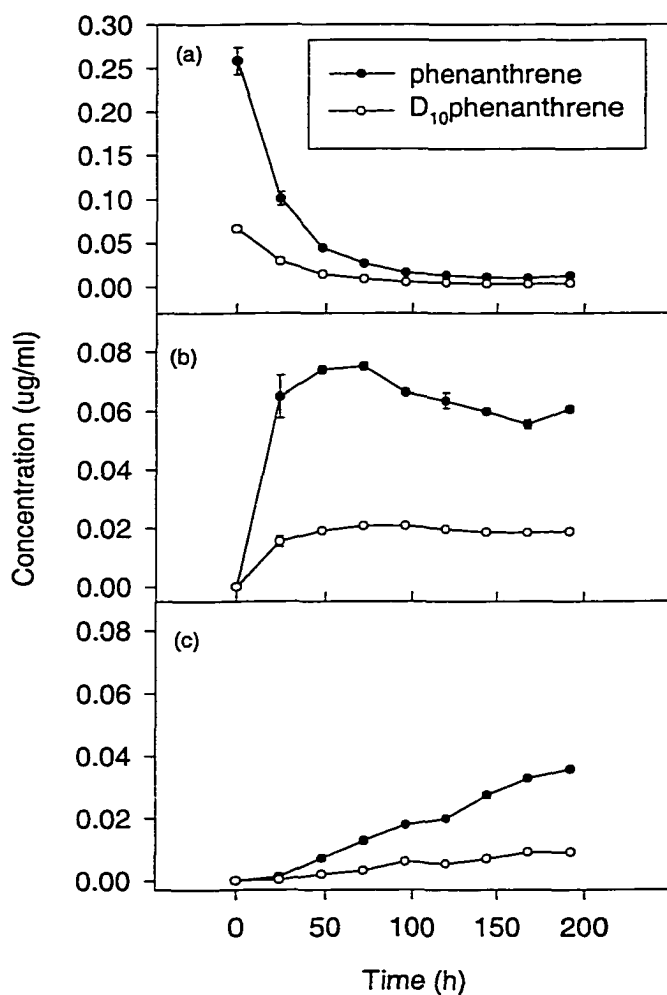 0.30
(a)
phenanthrene
D10phenanthrene
0.25
0.20
0.15
0.10
0.05
0.00
0.08
(b)
0.06
0.04
0.02
0.00
0.08
(c)
0.06
0.04
0.02
0.00
Concentration (ug/ml)
0 50 100 150 200
Time (h)